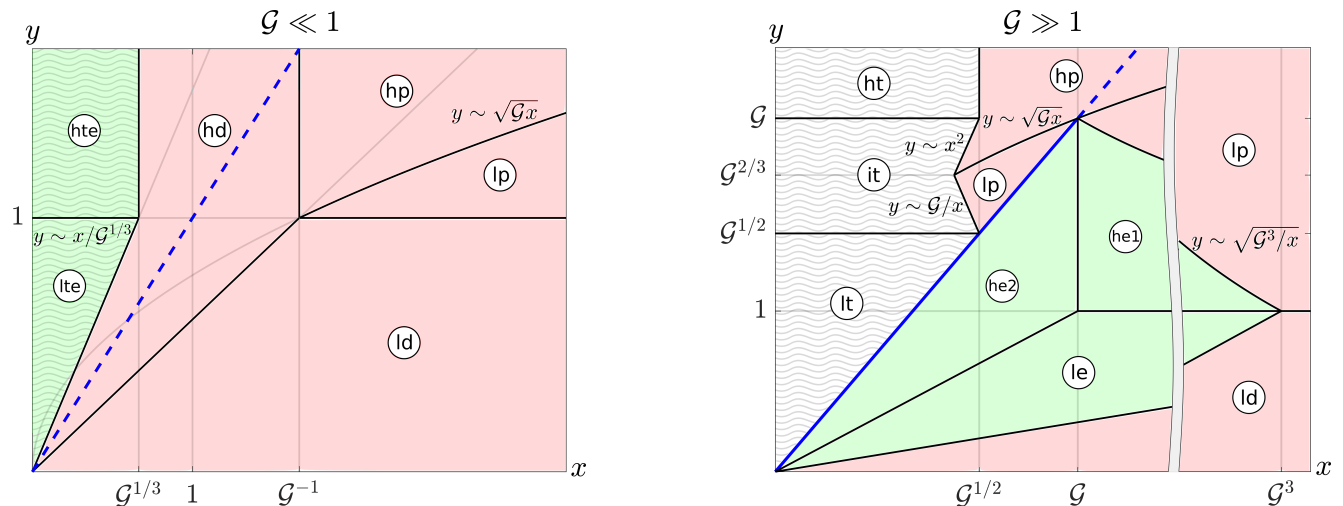 𝒢 ≪ 1
y
hte
hd
hp
y ∼ √𝒢x
lp
1
y ∼ x/𝒢^{1/3}
lte
ld
x
𝒢^{1/3}
1
𝒢^{−1}
𝒢 ≫ 1
y
ht
hp
𝒢
y ∼ √𝒢x
y ∼ x^2
lp
𝒢^{2/3}
it
lp
y ∼ 𝒢/x
𝒢^{1/2}
he1
y ∼ √𝒢^3/x
he2
lt
1
le
ld
x
𝒢^{1/2}
𝒢
𝒢^3